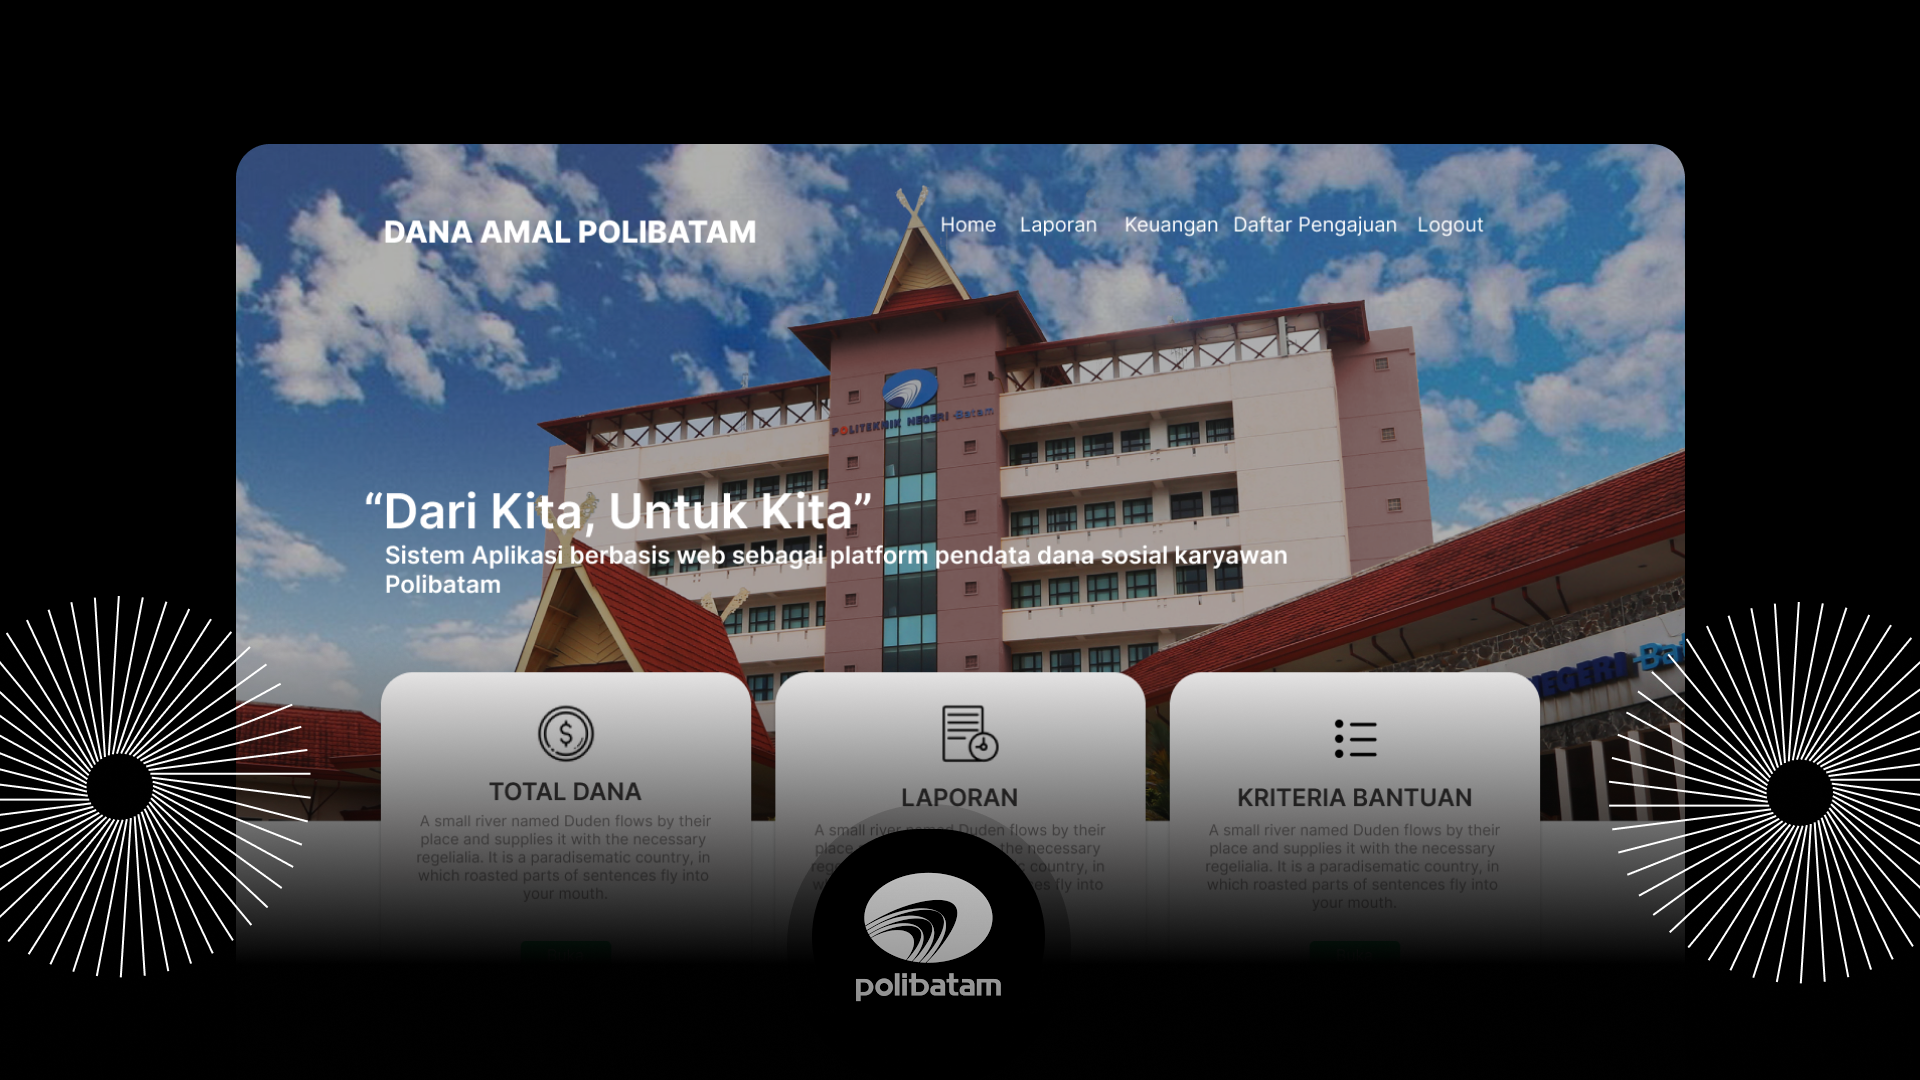 DANA AMAL POLIBATAM
Home Laporan Keuangan Daftar Pengajuan Logout
POLITEKNIK NEGERI Batam
“Dari Kita, Untuk Kita”
Sistem Aplikasi berbasis web sebagai platform pendata dana sosial karyawan
Polibatam
NEGERI Bat
TOTAL DANA
A small river named Duden flows by their
place and supplies it with the necessary
regelialia. It is a paradisematic country, in
which roasted parts of sentences fly into
your mouth.
LAPORAN
A small river named Duden flows by their
place the necessary
country, in
fly into
KRITERIA BANTUAN
A small river named Duden flows by their
place and supplies it with the necessary
regelialia. It is a paradisematic country, in
which roasted parts of sentences fly into
your mouth.
polibatam